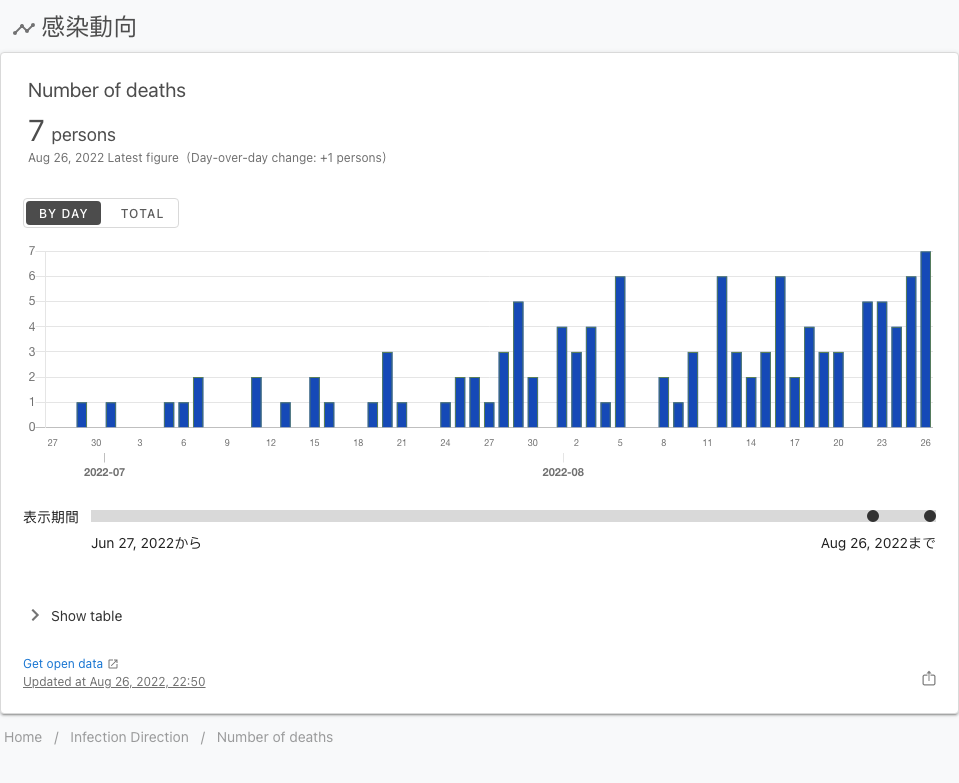 感染動向
Number of deaths
7 persons
Aug 26, 2022 Latest figure (Day-over-day change: +1 persons)
BY DAY TOTAL
7
6
5
4
3
2
1
0
27 30 3 6 9 12 15 18 21 24 27 30 2 5 8 11 14 17 20 23 26
2022-07 2022-08
表示期間
Jun 27, 2022から Aug 26, 2022まで
Show table
Get open data
Updated at Aug 26, 2022, 22:50
Home / Infection Direction / Number of deaths